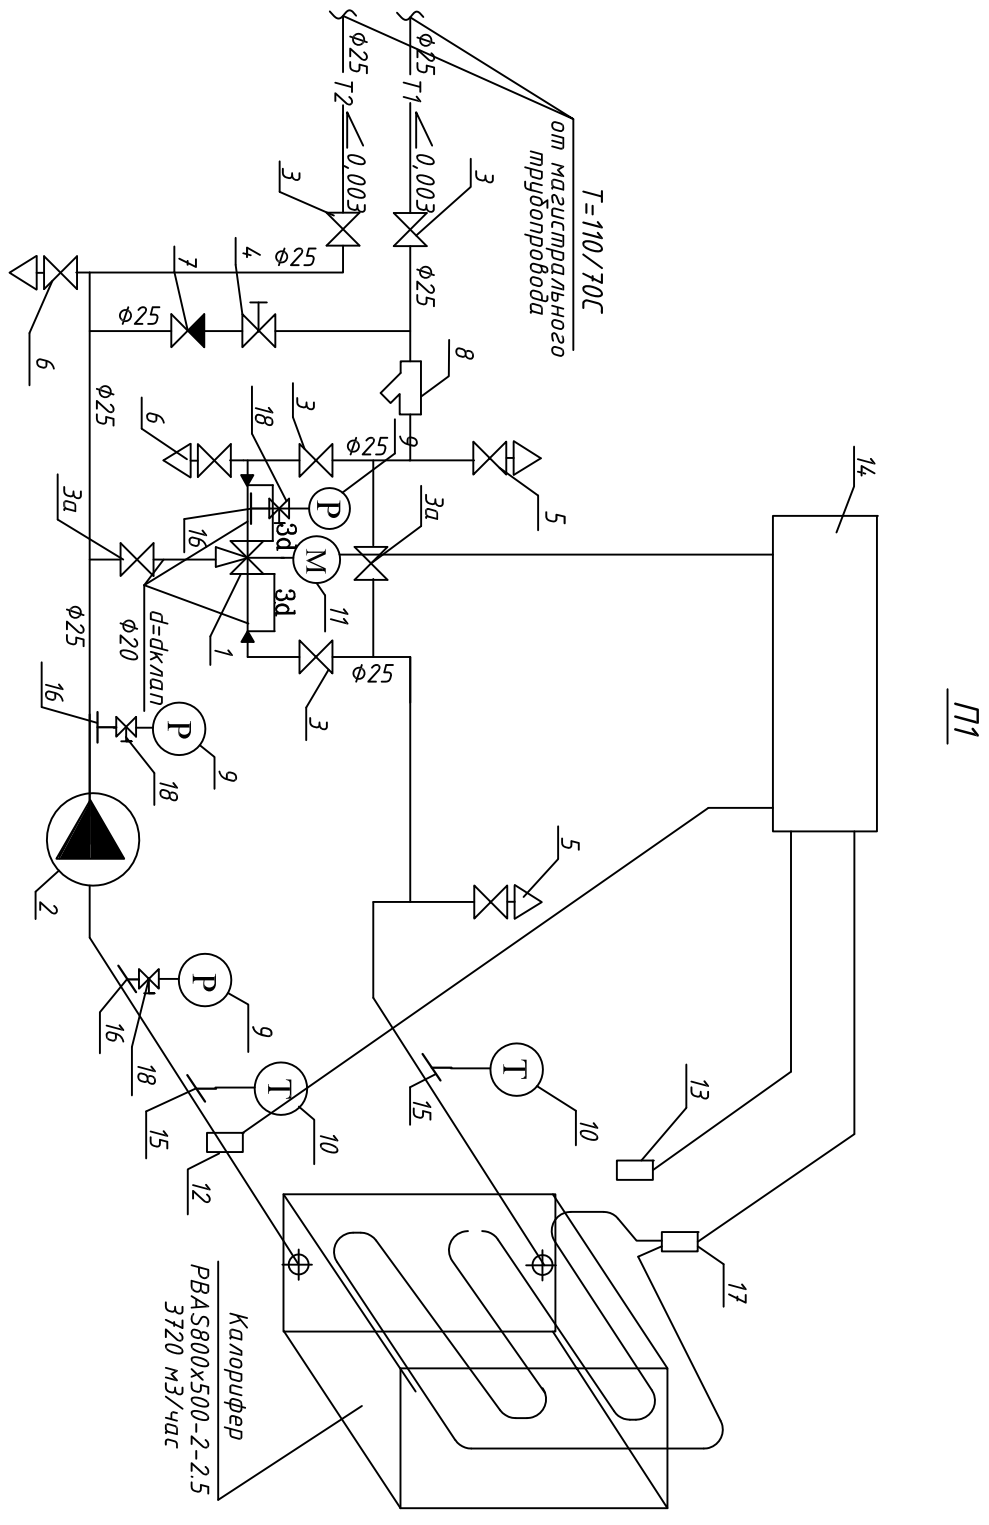 П1
14
17
13
T=110/70С
от магистрального
трубопровода
10
5
5
T
3
8
ф25 Т1 0,003
ф25
3а
15
9
ф25
ф25
ф25 Т2 0,003
11
P
10
M
3
3
3
ф25
3d
3d
T
18
9
4
Калорифер
PBAS800x500-2-2.5
3720 м3/час
9
1
P
12
16
7
P
18
d=dклап
ф20
15
6
18
ф25
16
ф25
ф25
3а
16
2
6